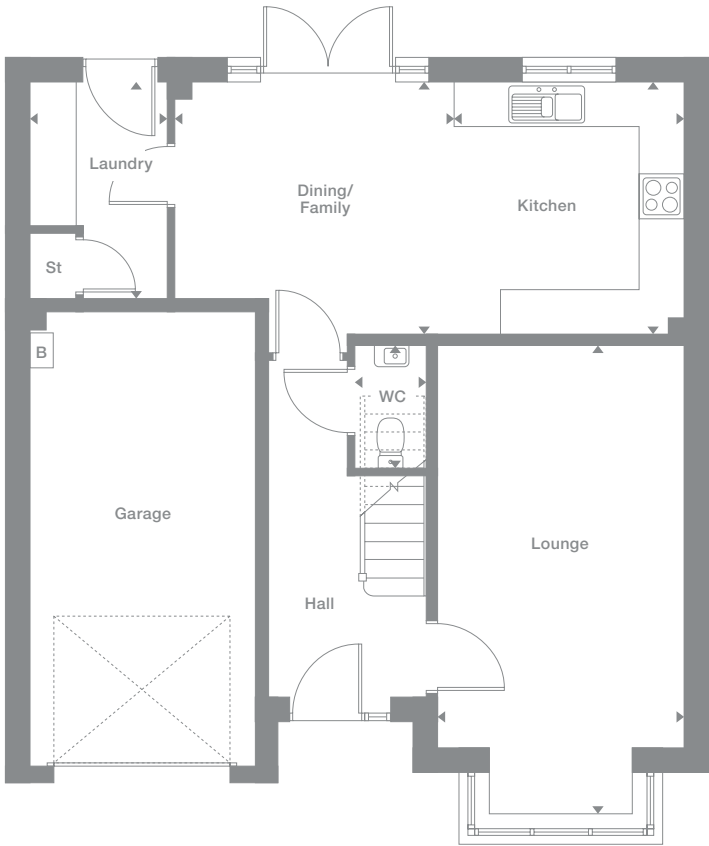 Laundry
Dining/
Family
Kitchen
St
B
WC
Garage
Lounge
Hall